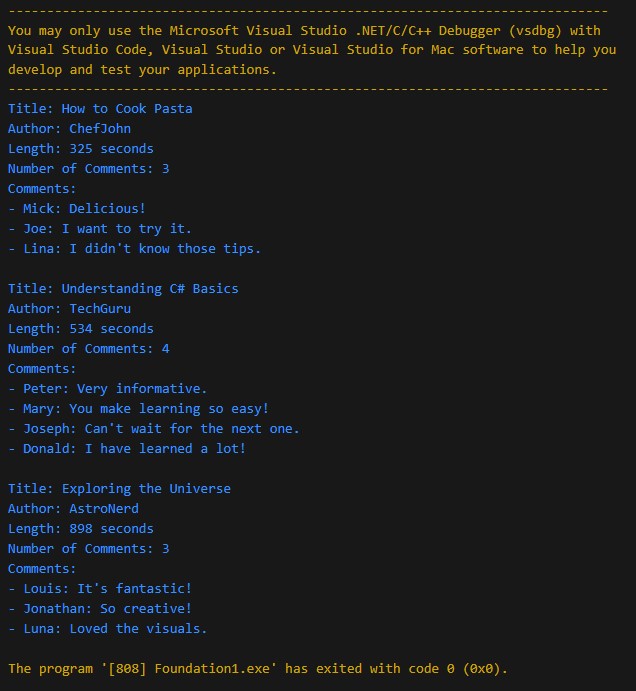 ------------------------------------------------------------------------------
You may only use the Microsoft Visual Studio .NET/C/C++ Debugger (vsdbg) with
Visual Studio Code, Visual Studio or Visual Studio for Mac software to help you
develop and test your applications.
------------------------------------------------------------------------------
Title: How to Cook Pasta
Author: ChefJohn
Length: 325 seconds
Number of Comments: 3
Comments:
- Mick: Delicious!
- Joe: I want to try it.
- Lina: I didn't know those tips.

Title: Understanding C# Basics
Author: TechGuru
Length: 534 seconds
Number of Comments: 4
Comments:
- Peter: Very informative.
- Mary: You make learning so easy!
- Joseph: Can't wait for the next one.
- Donald: I have learned a lot!

Title: Exploring the Universe
Author: AstroNerd
Length: 898 seconds
Number of Comments: 3
Comments:
- Louis: It's fantastic!
- Jonathan: So creative!
- Luna: Loved the visuals.

The program '[808] Foundation1.exe' has exited with code 0 (0x0).